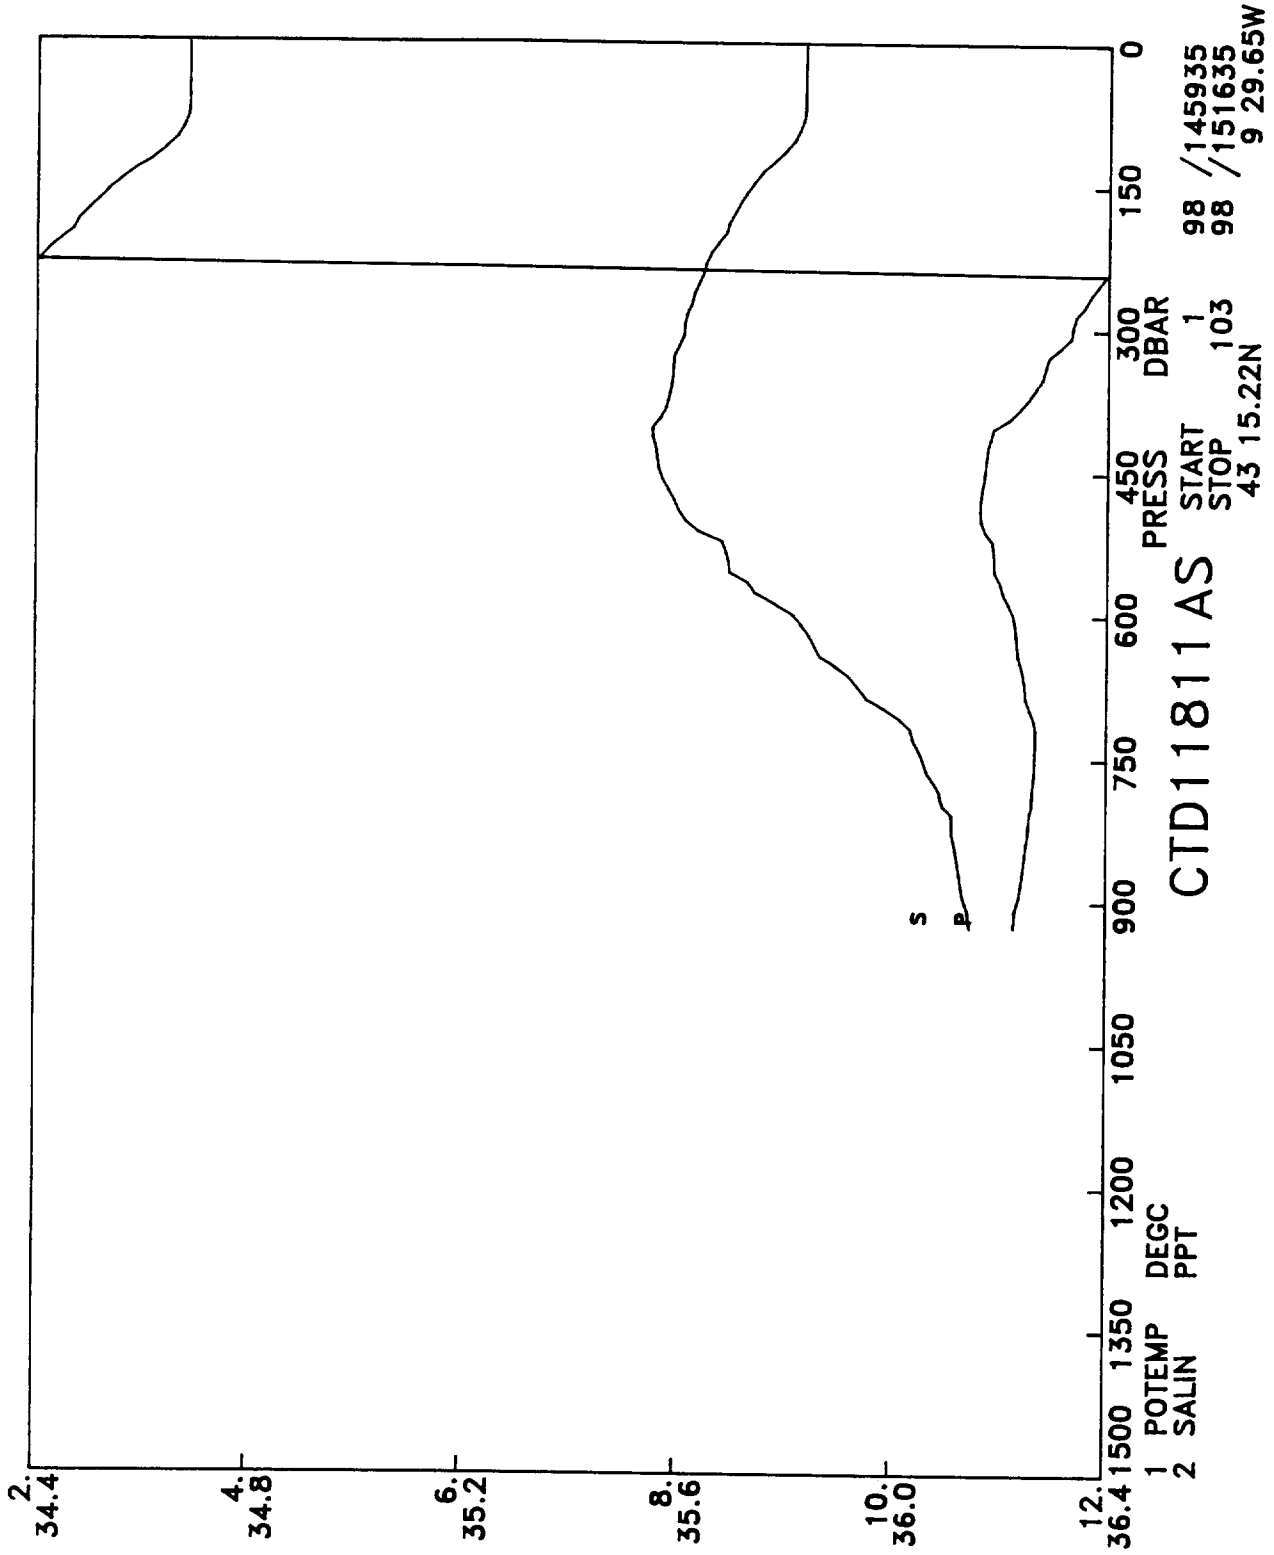 2. 4. 6. 8. 10. 12.
34.4 34.8 35.2 35.6 36.0 36.4
1500 1350 1200 1050 900 750 600 450 300 150 0
S
P
1 POTEMP DEGC
2 SALIN PPT
PRESS DBAR
CTD11811AS
START 1 98 /145935
STOP 103 98 /151635
43 15.22N 9 29.65W